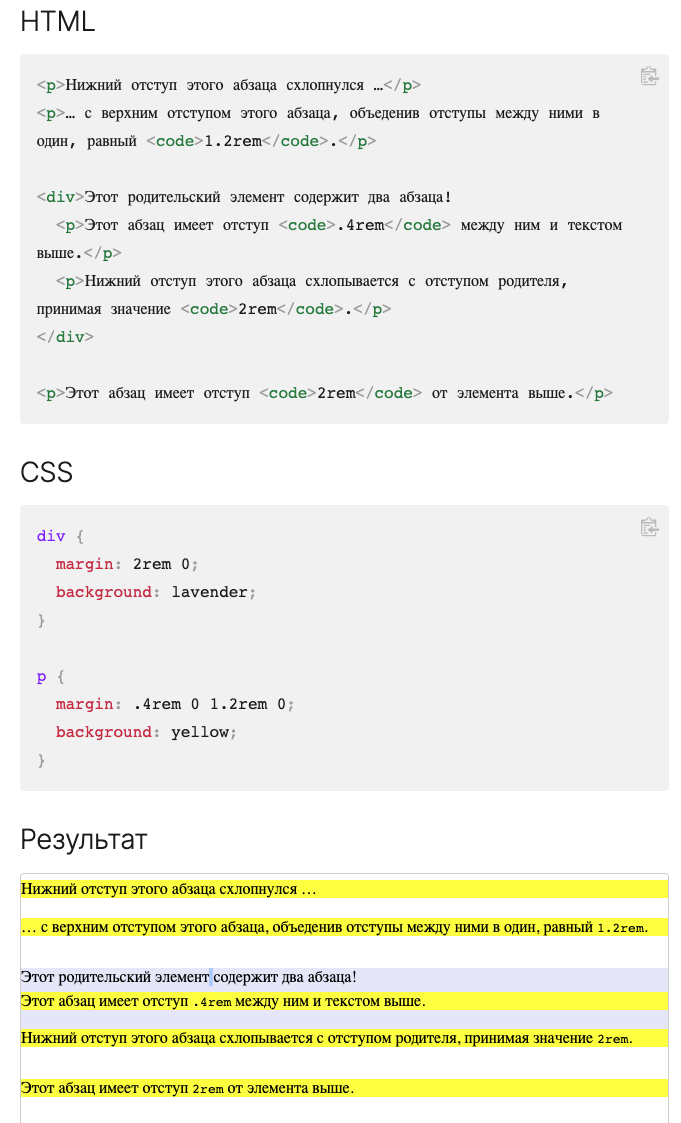 HTML
<p>Нижний отступ этого абзаца схлопнулся …</p>
<p>… с верхним отступом этого абзаца, объеденив отступы между ними в
один, равный <code>1.2rem</code>.</p>
<div>Этот родительский элемент содержит два абзаца!
<p>Этот абзац имеет отступ <code>.4rem</code> между ним и текстом
выше.</p>
<p>Нижний отступ этого абзаца схлопывается с отступом родителя,
принимая значение <code>2rem</code>.</p>
</div>
<p>Этот абзац имеет отступ <code>2rem</code> от элемента выше.</p>
CSS
div {
margin: 2rem 0;
background: lavender;
}
p {
margin: .4rem 0 1.2rem 0;
background: yellow;
}
Результат
Нижний отступ этого абзаца схлопнулся …
… с верхним отступом этого абзаца, объеденив отступы между ними в один, равный 1.2rem.
Этот родительский элемент содержит два абзаца!
Этот абзац имеет отступ .4rem между ним и текстом выше.
Нижний отступ этого абзаца схлопывается с отступом родителя, принимая значение 2rem.
Этот абзац имеет отступ 2rem от элемента выше.